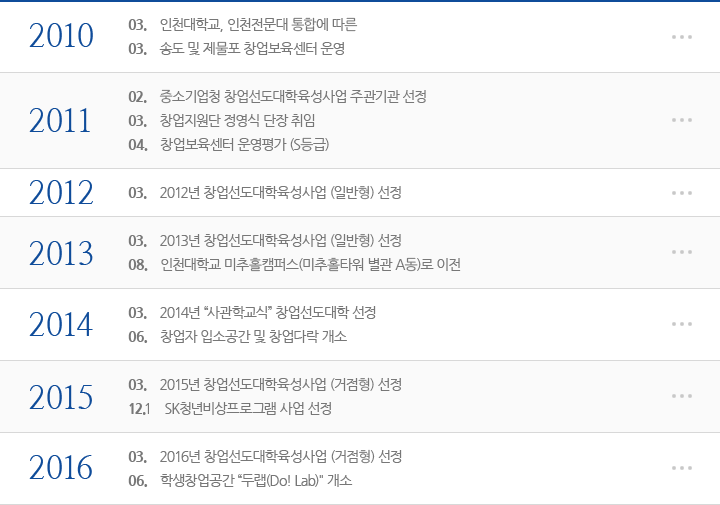 2010
03. 인천대학교, 인천전문대 통합에 따른
03. 송도 및 제물포 창업보육센터 운영
2011
02. 중소기업청 창업선도대학육성사업 주관기관 선정
03. 창업지원단 정영식 단장 취임
04. 창업보육센터 운영평가 (S등급)
2012
03. 2012년 창업선도대학육성사업 (일반형) 선정
2013
03. 2013년 창업선도대학육성사업 (일반형) 선정
08. 인천대학교 미추홀캠퍼스(미추홀타워 별관 A동)로 이전
2014
03. 2014년 “사관학교식” 창업선도대학 선정
06. 창업자 입소공간 및 창업다락 개소
2015
03. 2015년 창업선도대학육성사업 (거점형) 선정
12.1 SK청년비상프로그램 사업 선정
2016
03. 2016년 창업선도대학육성사업 (거점형) 선정
06. 학생창업공간 “두랩(Do! Lab)" 개소